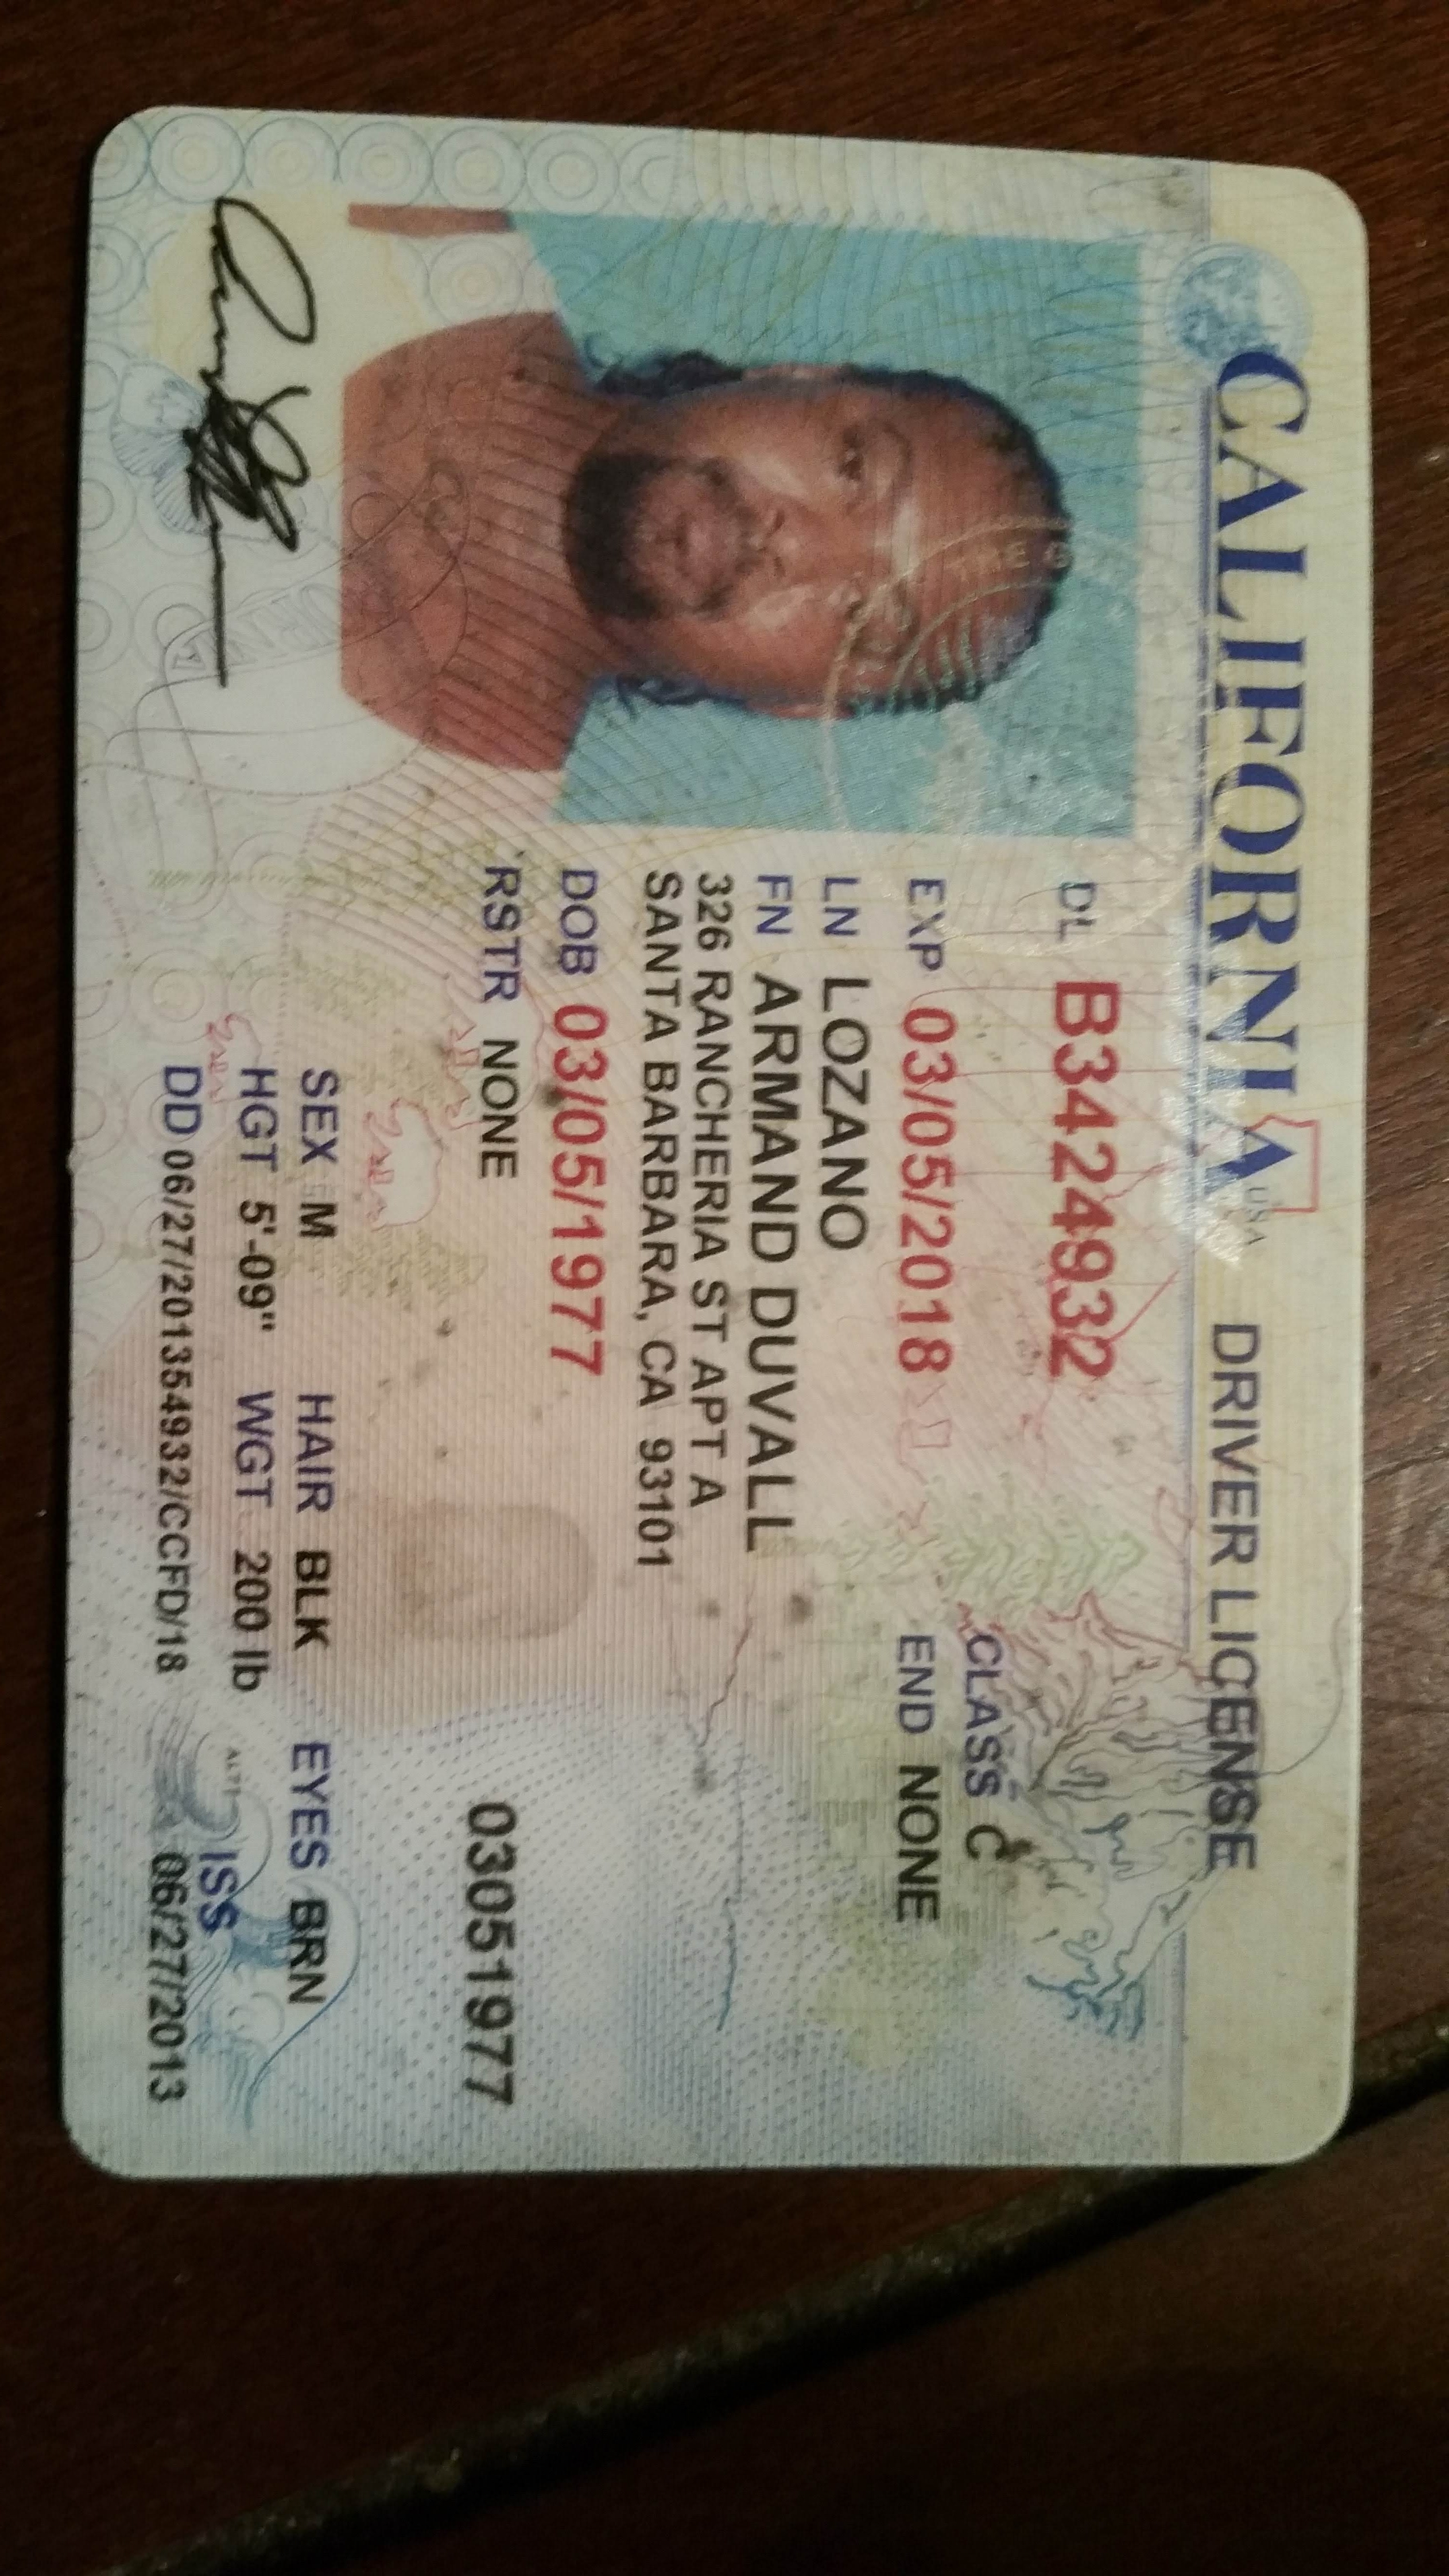 CALIFORNIA USA DRIVER LICENSE
DL B3424932
CLASS C
EXP 03/05/2018
END NONE
LN LOZANO
FN ARMAND DUVALL
326 RANCHERIA ST APT A
SANTA BARBARA, CA 93101
DOB 03/05/1977
RSTR NONE
03051977
SEX M HAIR BLK EYES BRN
HGT 5'-09" WGT 200 lb
ISS
DD 06/27/201354932/CCFD/18
06/27/2013